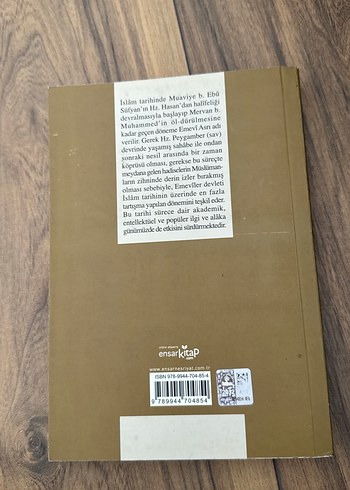 İslâm tarihinde Muaviye b. Ebû
Süfyan'ın Hz. Hasan'dan halîfeliği
devralmasıyla başlayıp Mervan b.
Muhammed'in öl-dürülmesine
kadar geçen döneme Emevî Asrı adı
verilir. Gerek Hz. Peygamber (sav)
devrinde yaşamış sahâbe ile ondan
sonraki nesil arasında bir zaman
köprüsü olması, gerekse bu süreçte
meydana gelen hadiselerin Müslüman-
ların zihninde derin izler bırakmış
olması sebebiyle, Emevîler devleti
İslâm tarihinin üzerinde en fazla
tartışma yapılan dönemini teşkil eder.
Bu tarihî sürece dair akademik,
entellektüel ve popüler ilgi ve alâka
günümüzde de etkisini sürdürmektedir.
ensarkitap
www.ensarnesriyat.com.tr
ISBN 978-9944-704-85-4
9 789944 704854